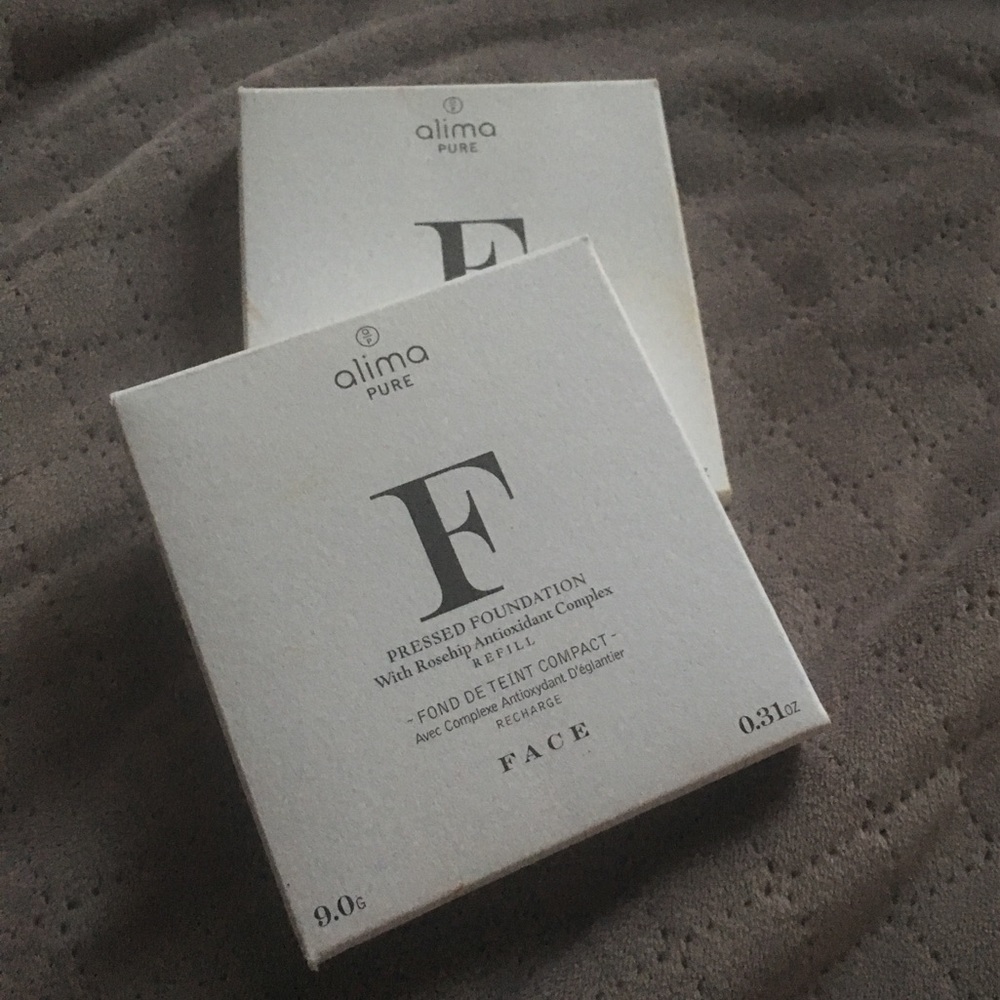 alima
PURE
F
alima
PURE
F
PRESSED FOUNDATION
With Rosehip Antioxidant Complex
REFILL
- FOND DE TEINT COMPACT -
Avec Complexe Antioxydant D'églantier
RECHARGE
FACE
9.0G
0.31OZ